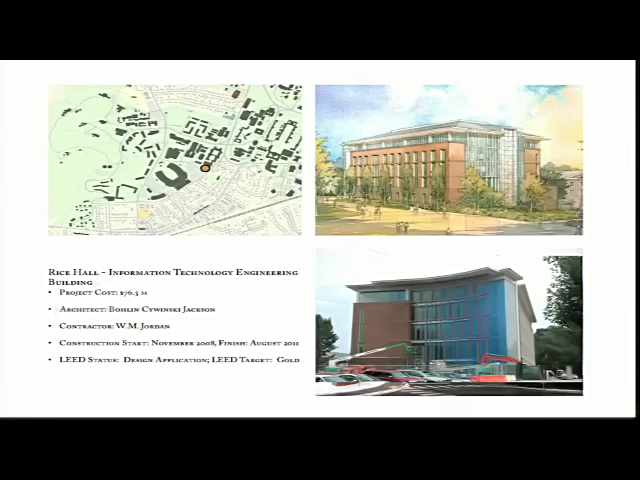 Rice Hall - Information Technology Engineering
Building
• Project Cost: $76.3 M
• Architect: Bohlin Cywinski Jackson
• Contractor: W.M. Jordan
• Construction Start: November 2008, Finish: August 2011
• LEED Status: Design Application; LEED Target: Gold